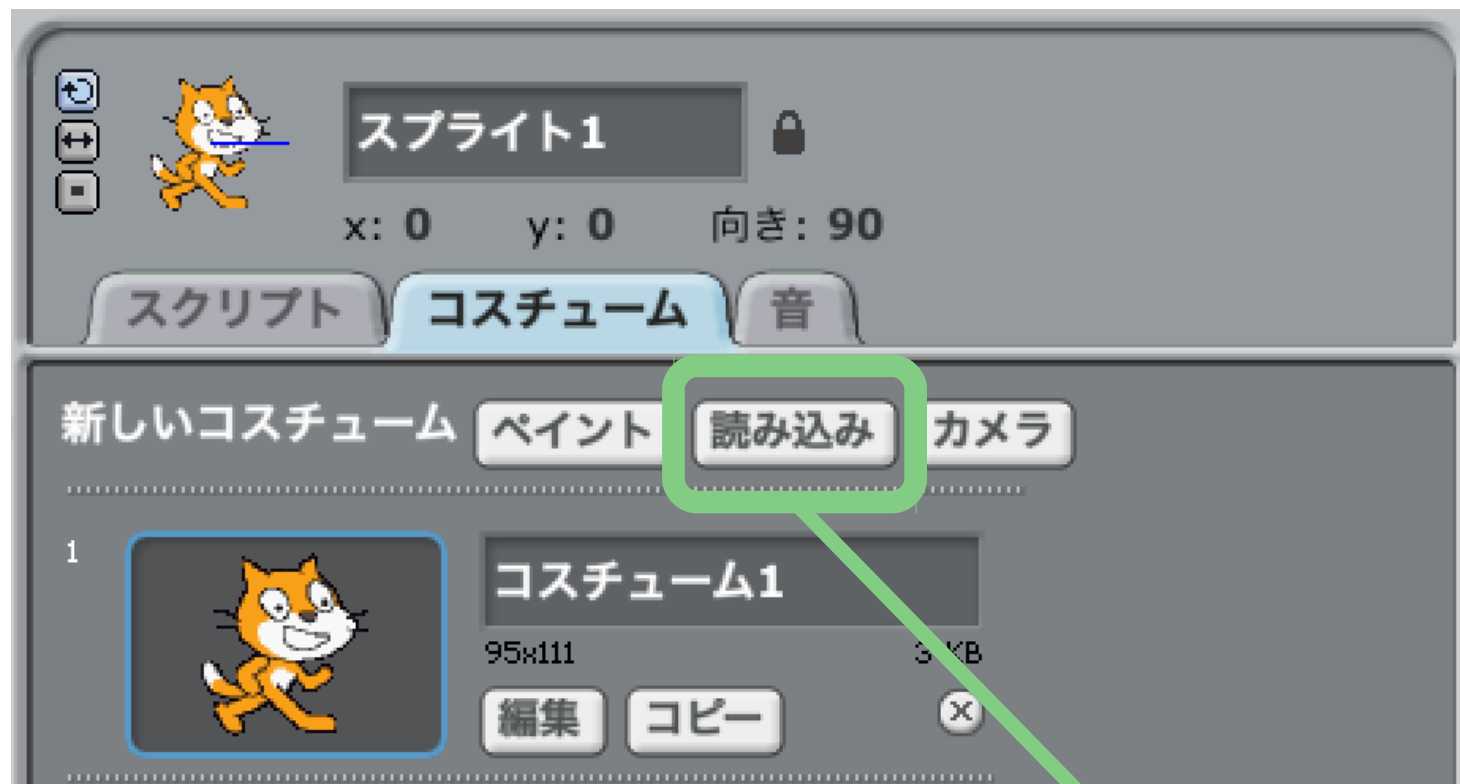 スプライト1
x: 0 y: 0 向き: 90
スクリプト コスチューム 音
新しいコスチューム ペイント 読み込み カメラ
1
コスチューム1
95x111 KB
編集 コピー